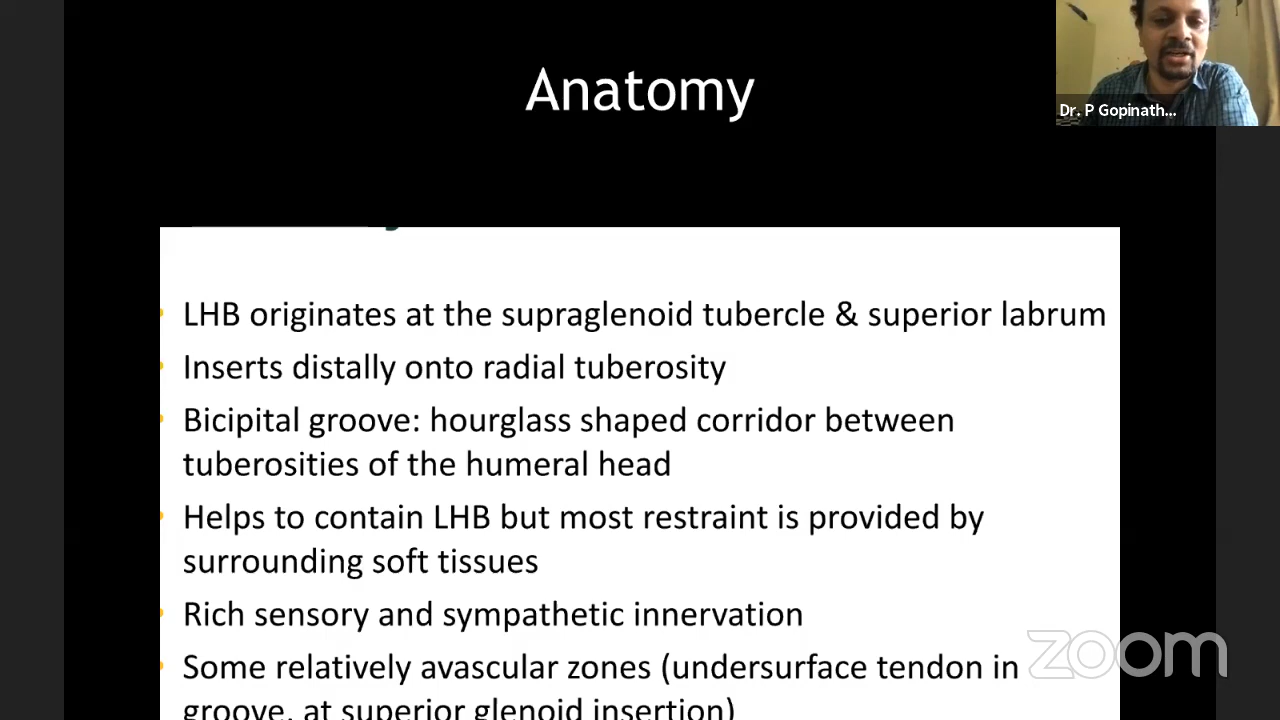 Anatomy
Dr. P Gopinath...
• LHB originates at the supraglenoid tubercle & superior labrum
• Inserts distally onto radial tuberosity
• Bicipital groove: hourglass shaped corridor between
tuberosities of the humeral head
• Helps to contain LHB but most restraint is provided by
surrounding soft tissues
• Rich sensory and sympathetic innervation
• Some relatively avascular zones (undersurface tendon in
groove, at superior glenoid insertion)
zoom